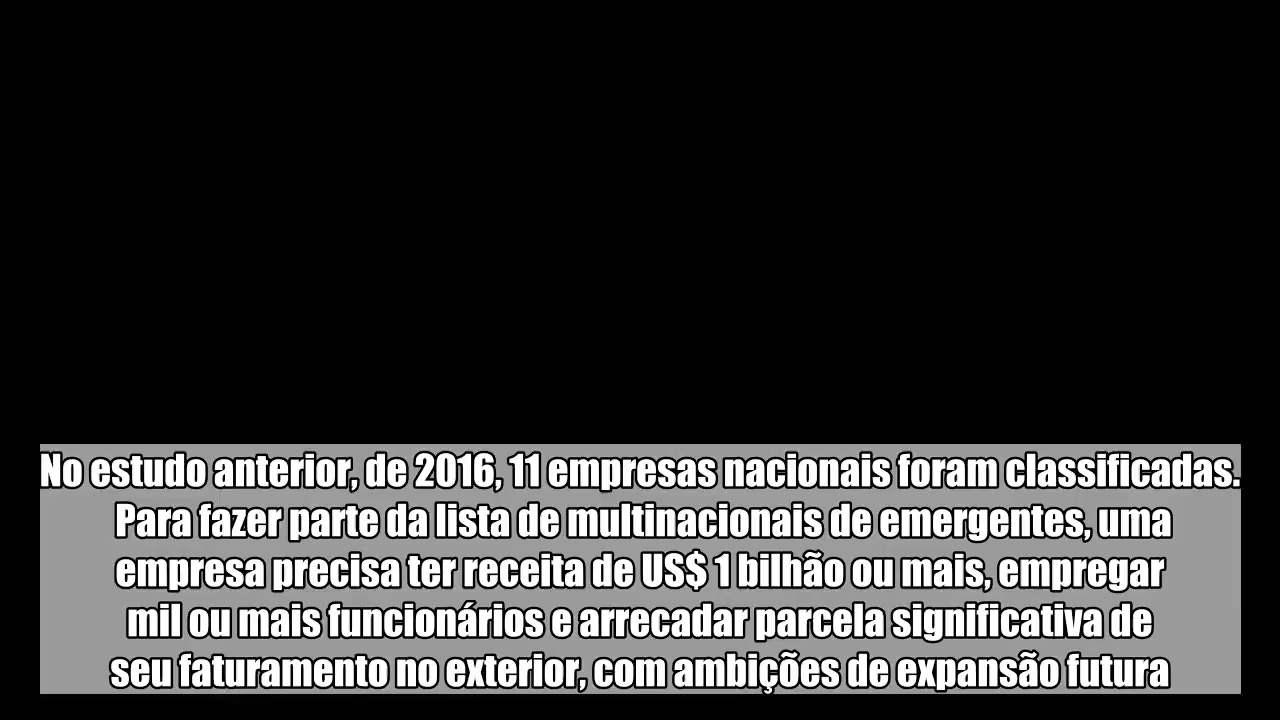 No estudo anterior, de 2016, 11 empresas nacionais foram classificadas.
Para fazer parte da lista de multinacionais de emergentes, uma
empresa precisa ter receita de US$ 1 bilhão ou mais, empregar
mil ou mais funcionários e arrecadar parcela significativa de
seu faturamento no exterior, com ambições de expansão futura